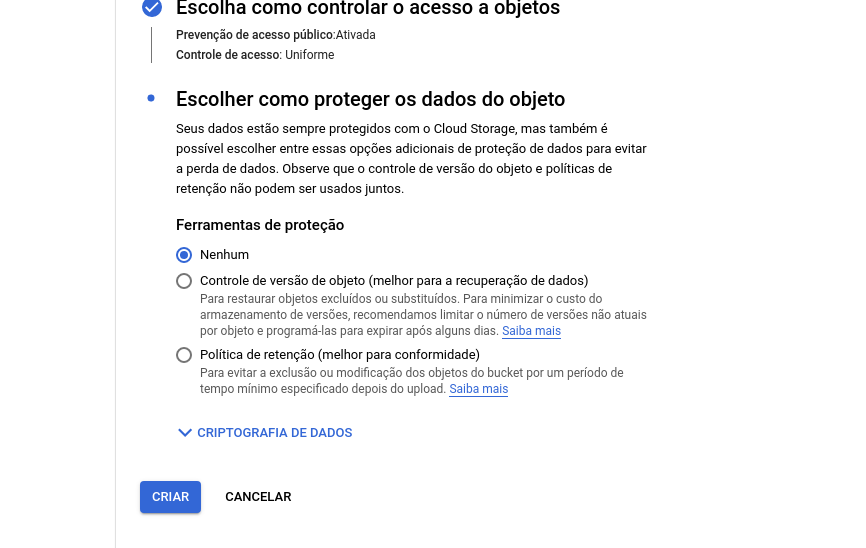 Escolha como controlar o acesso a objetos
Prevenção de acesso público:Ativada
Controle de acesso: Uniforme
Escolher como proteger os dados do objeto
Seus dados estão sempre protegidos com o Cloud Storage, mas também é
possível escolher entre essas opções adicionais de proteção de dados para evitar
a perda de dados. Observe que o controle de versão do objeto e políticas de
retenção não podem ser usados juntos.
Ferramentas de proteção
Nenhum
Controle de versão de objeto (melhor para a recuperação de dados)
Para restaurar objetos excluídos ou substituídos. Para minimizar o custo do
armazenamento de versões, recomendamos limitar o número de versões não atuais
por objeto e programá-las para expirar após alguns dias. Saiba mais
Política de retenção (melhor para conformidade)
Para evitar a exclusão ou modificação dos objetos do bucket por um período de
tempo mínimo especificado depois do upload. Saiba mais
CRIPTOGRAFIA DE DADOS
CRIAR CANCELAR